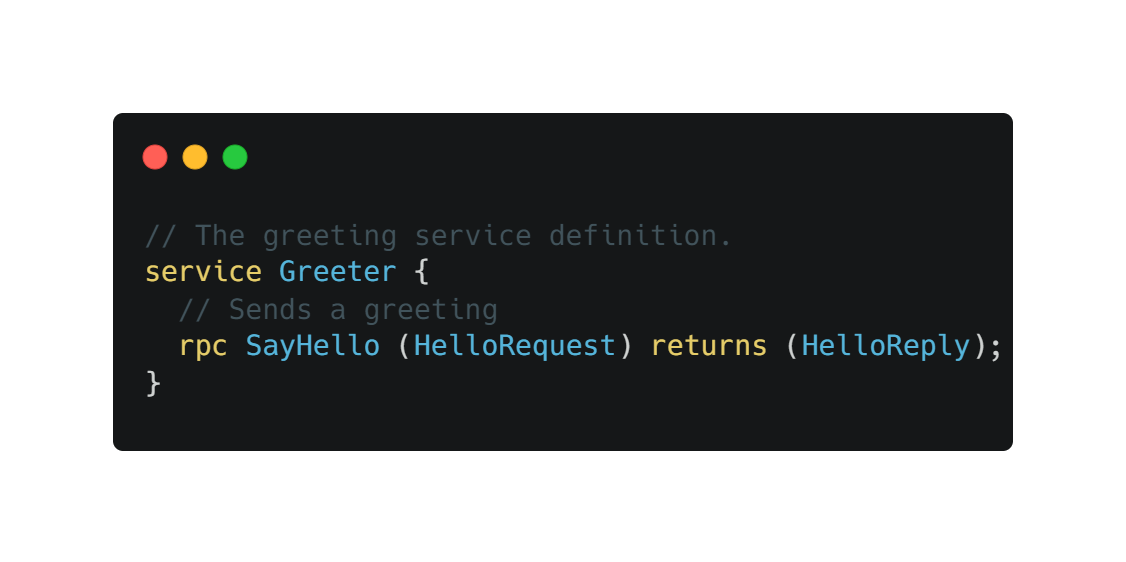 // The greeting service definition.
service Greeter {
  // Sends a greeting
  rpc SayHello (HelloRequest) returns (HelloReply);
}